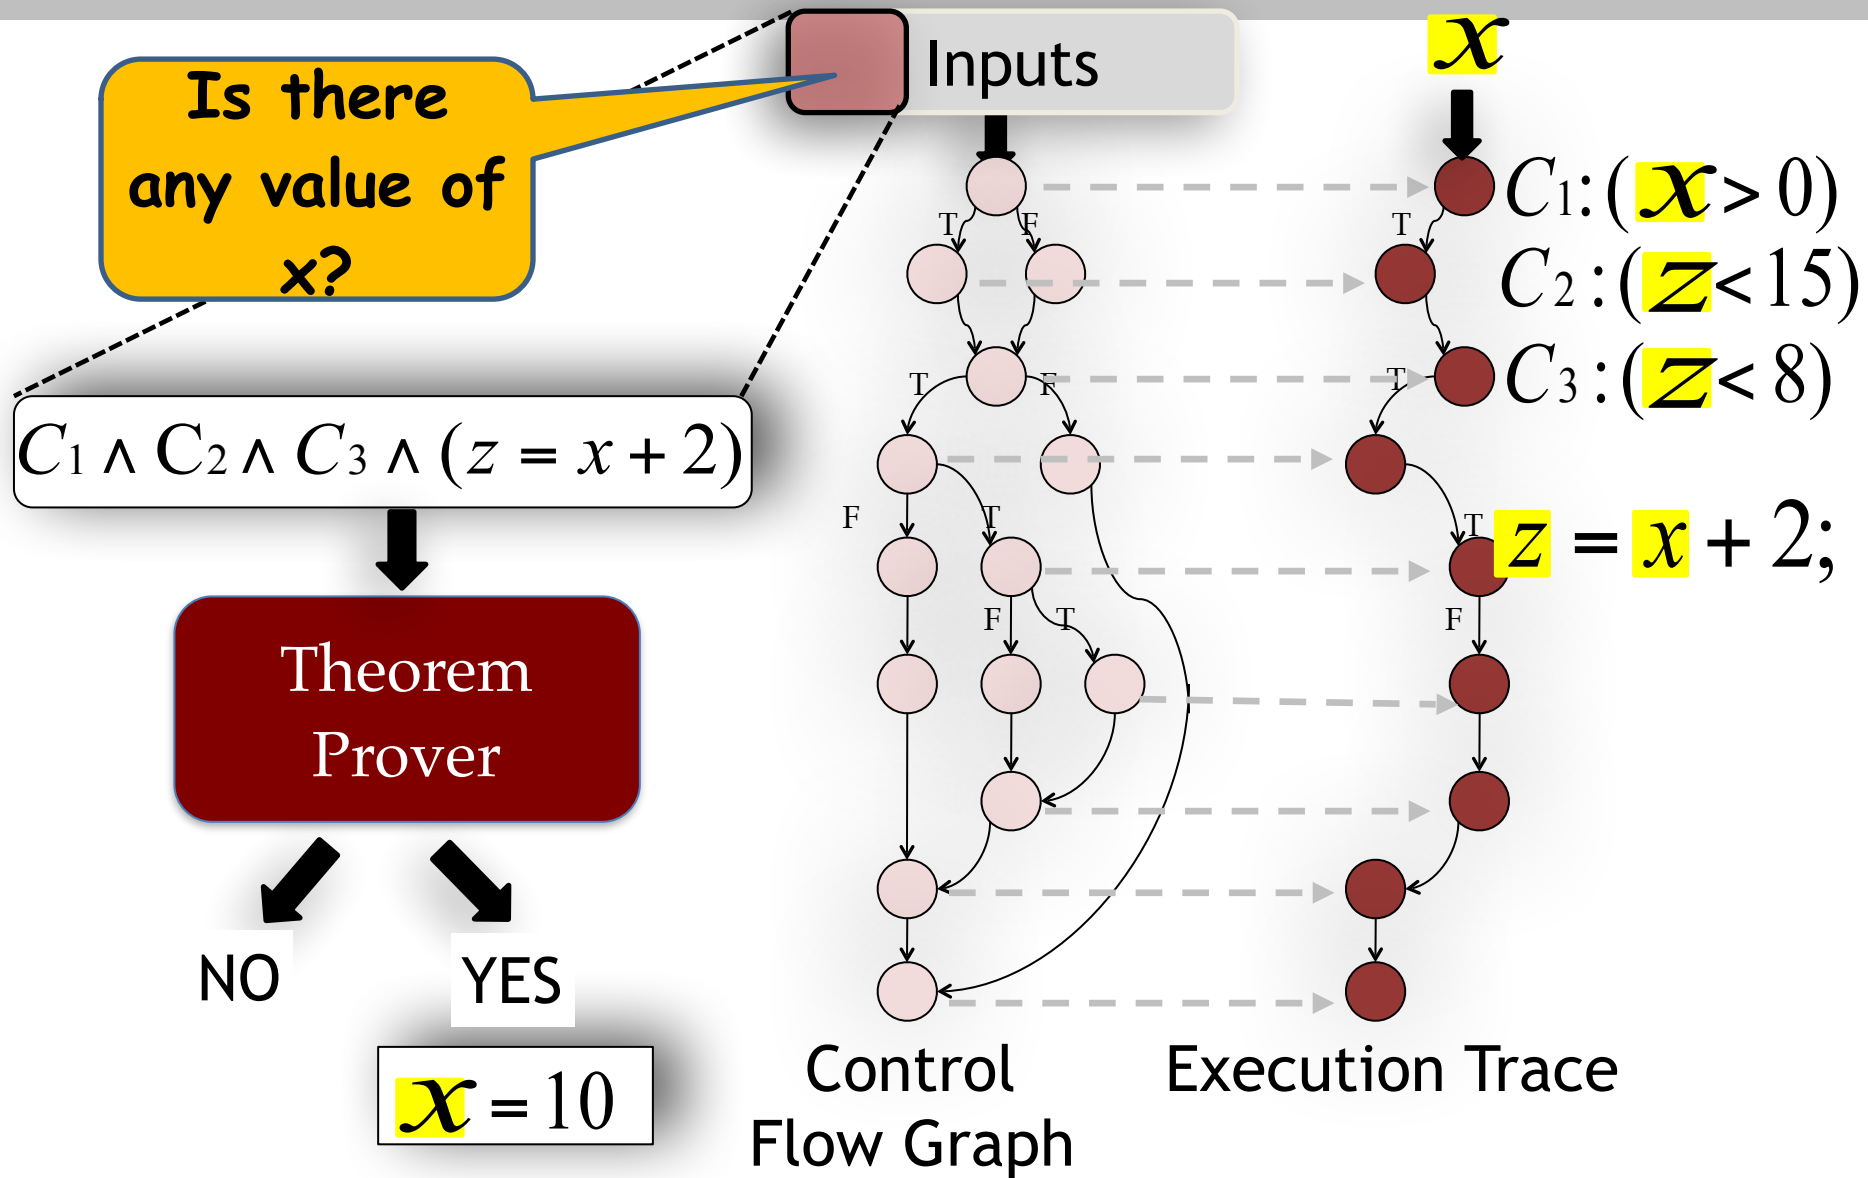 Is there
any value of
x?
Inputs
x
C1: (x > 0)
C2 : (z < 15)
C3 : (z < 8)
z = x + 2;
C1 ∧ C2 ∧ C3 ∧ (z = x + 2)
Theorem
Prover
NO
YES
x = 10
T
F
T
F
F
T
F
T
T
T
T
F
Control
Flow Graph
Execution Trace